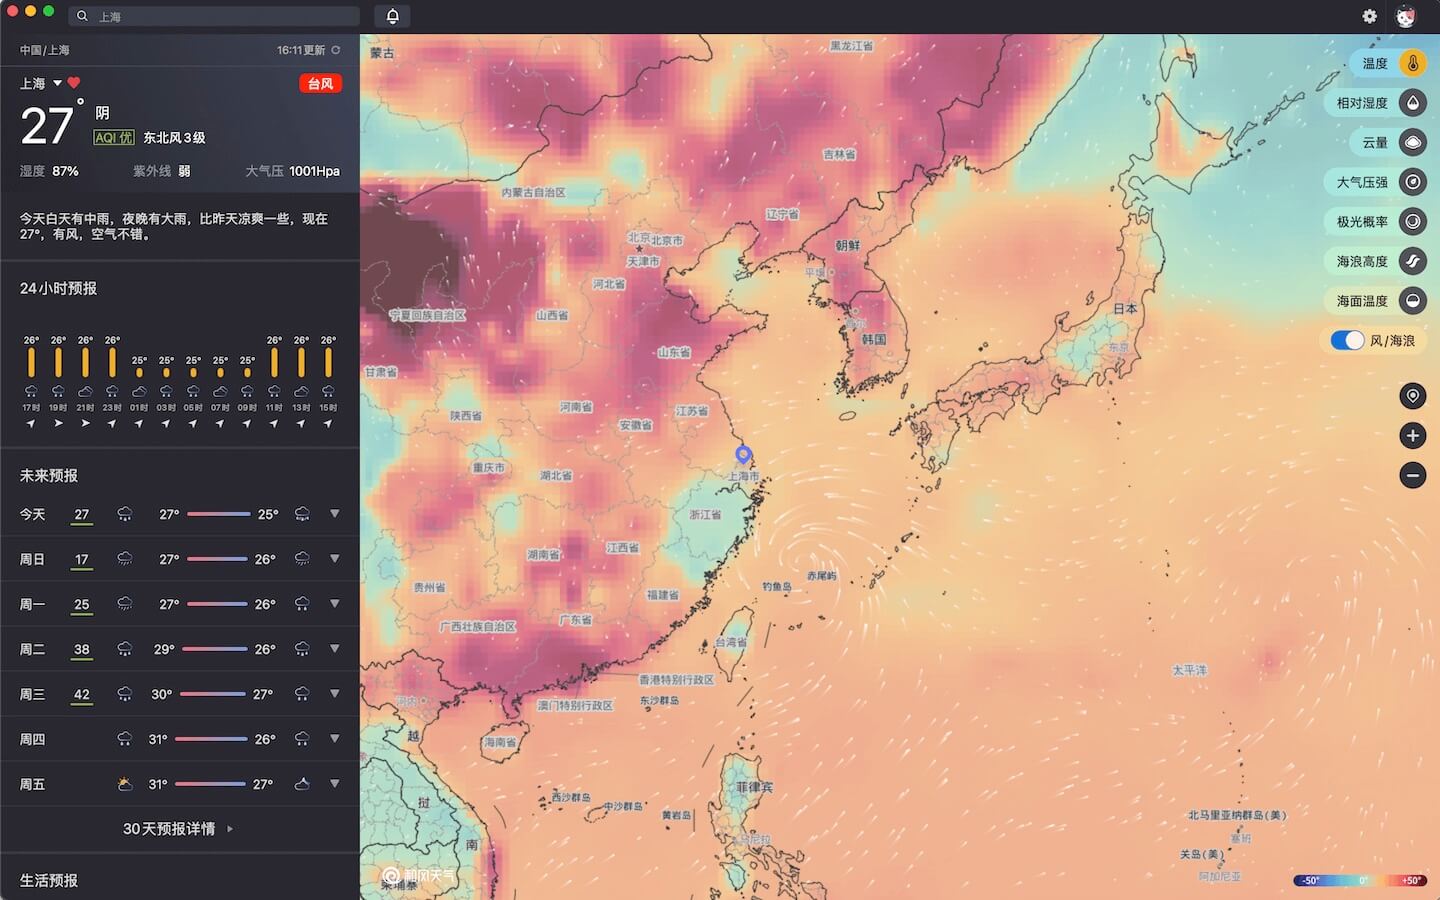 上海
中国/上海
16:11更新
上海
台风
27°
阴
AQI 优 东北风3级
湿度 87%
紫外线 弱
大气压 1001Hpa
今天白天有中雨，夜晚有大雨，比昨天凉爽一些，现在
27°，有风，空气不错。
24小时预报
26° 26° 26° 26° 25° 25° 25° 25° 25° 26° 26° 26°
17时 19时 21时 23时 01时 03时 05时 07时 09时 11时 13时 15时
未来预报
今天 27 27° 25°
周日 17 27° 26°
周一 25 27° 26°
周二 38 29° 26°
周三 42 30° 27°
周四 31° 26°
周五 31° 27°
30天预报详情
生活预报
蒙古
黑龙江省
吉林省
内蒙古自治区
辽宁省
北京
北京市
天津市
朝鲜
平壤
河北省
宁夏回族自治区
山西省
日本
韩国
东京
山东省
甘肃省
陕西省
河南省
江苏省
安徽省
重庆市
湖北省
上海市
浙江省
湖南省
江西省
贵州省
福建省
钓鱼岛
赤尾屿
广东省
广西壮族自治区
台湾省
太平洋
香港特别行政区
东沙群岛
河内
澳门特别行政区
越
海南省
菲律宾
西沙群岛
中沙群岛
黄岩岛
北马里亚纳群岛(美)
塞班
马尼拉
南
关岛(美)
阿加尼亚
和风天气
柬埔寨
温度
相对湿度
云量
大气压强
极光概率
海浪高度
海面温度
风/海浪
-50° 0° +50°